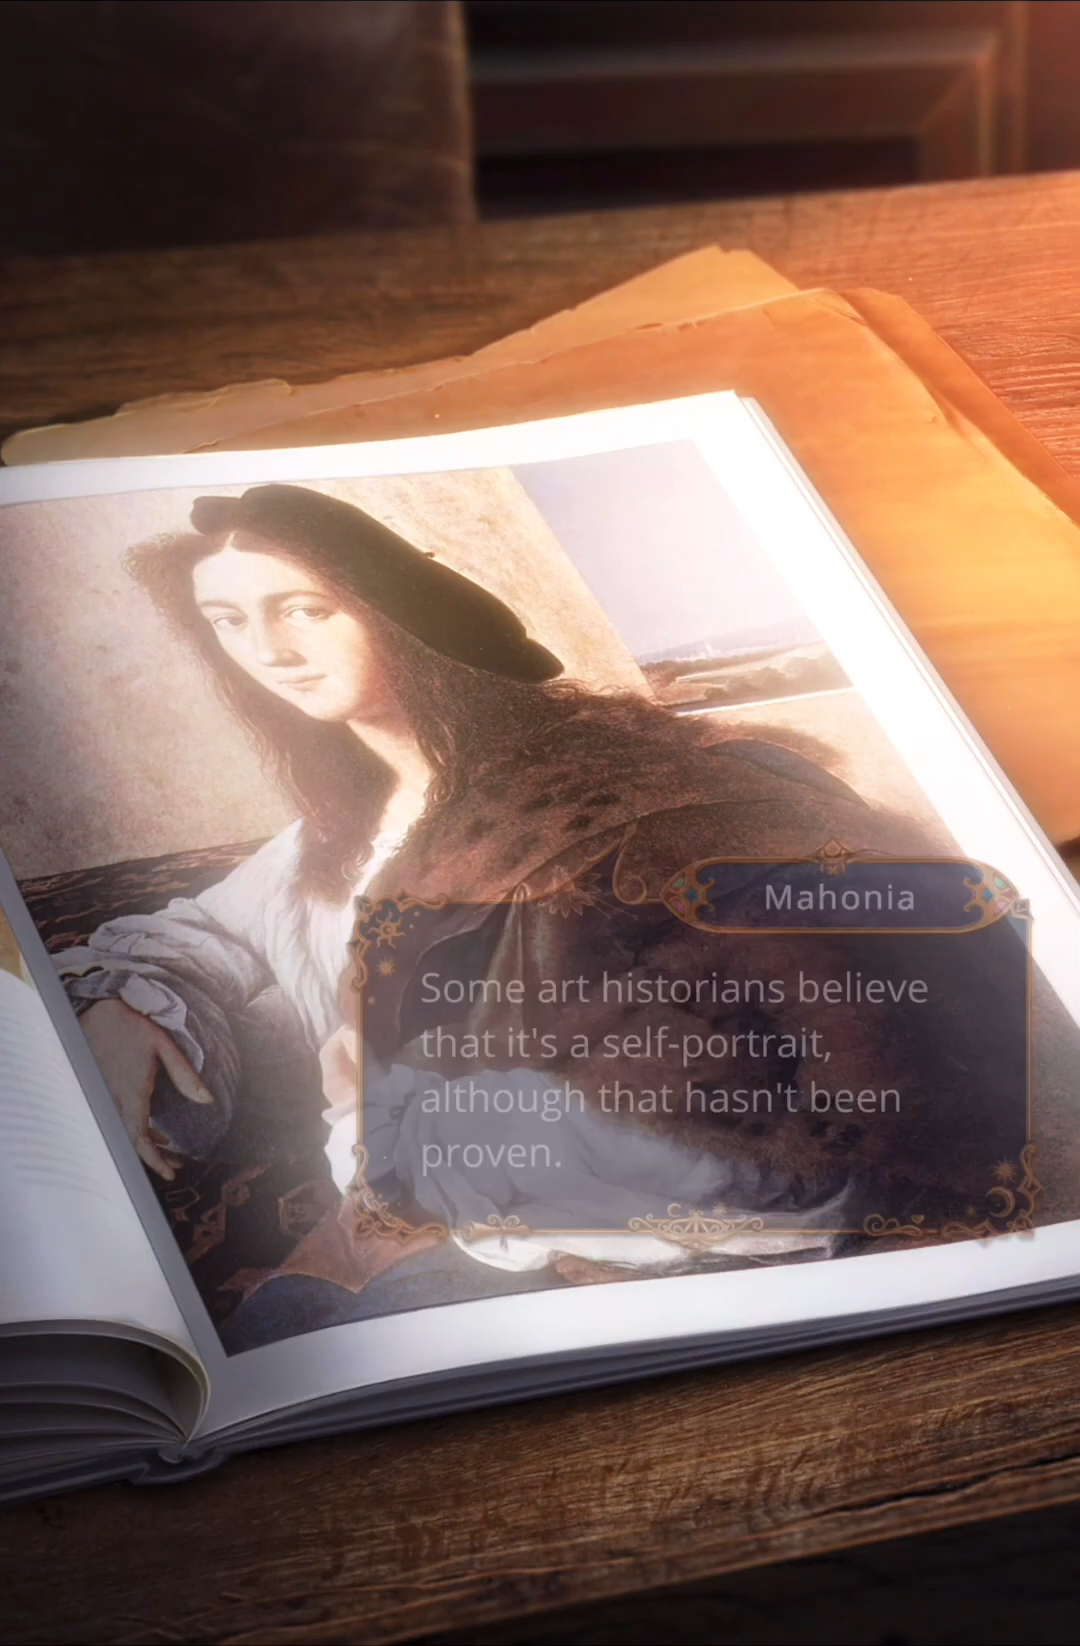 Mahonia
Some art historians believe
that it's a self-portrait,
although that hasn't been
proven.